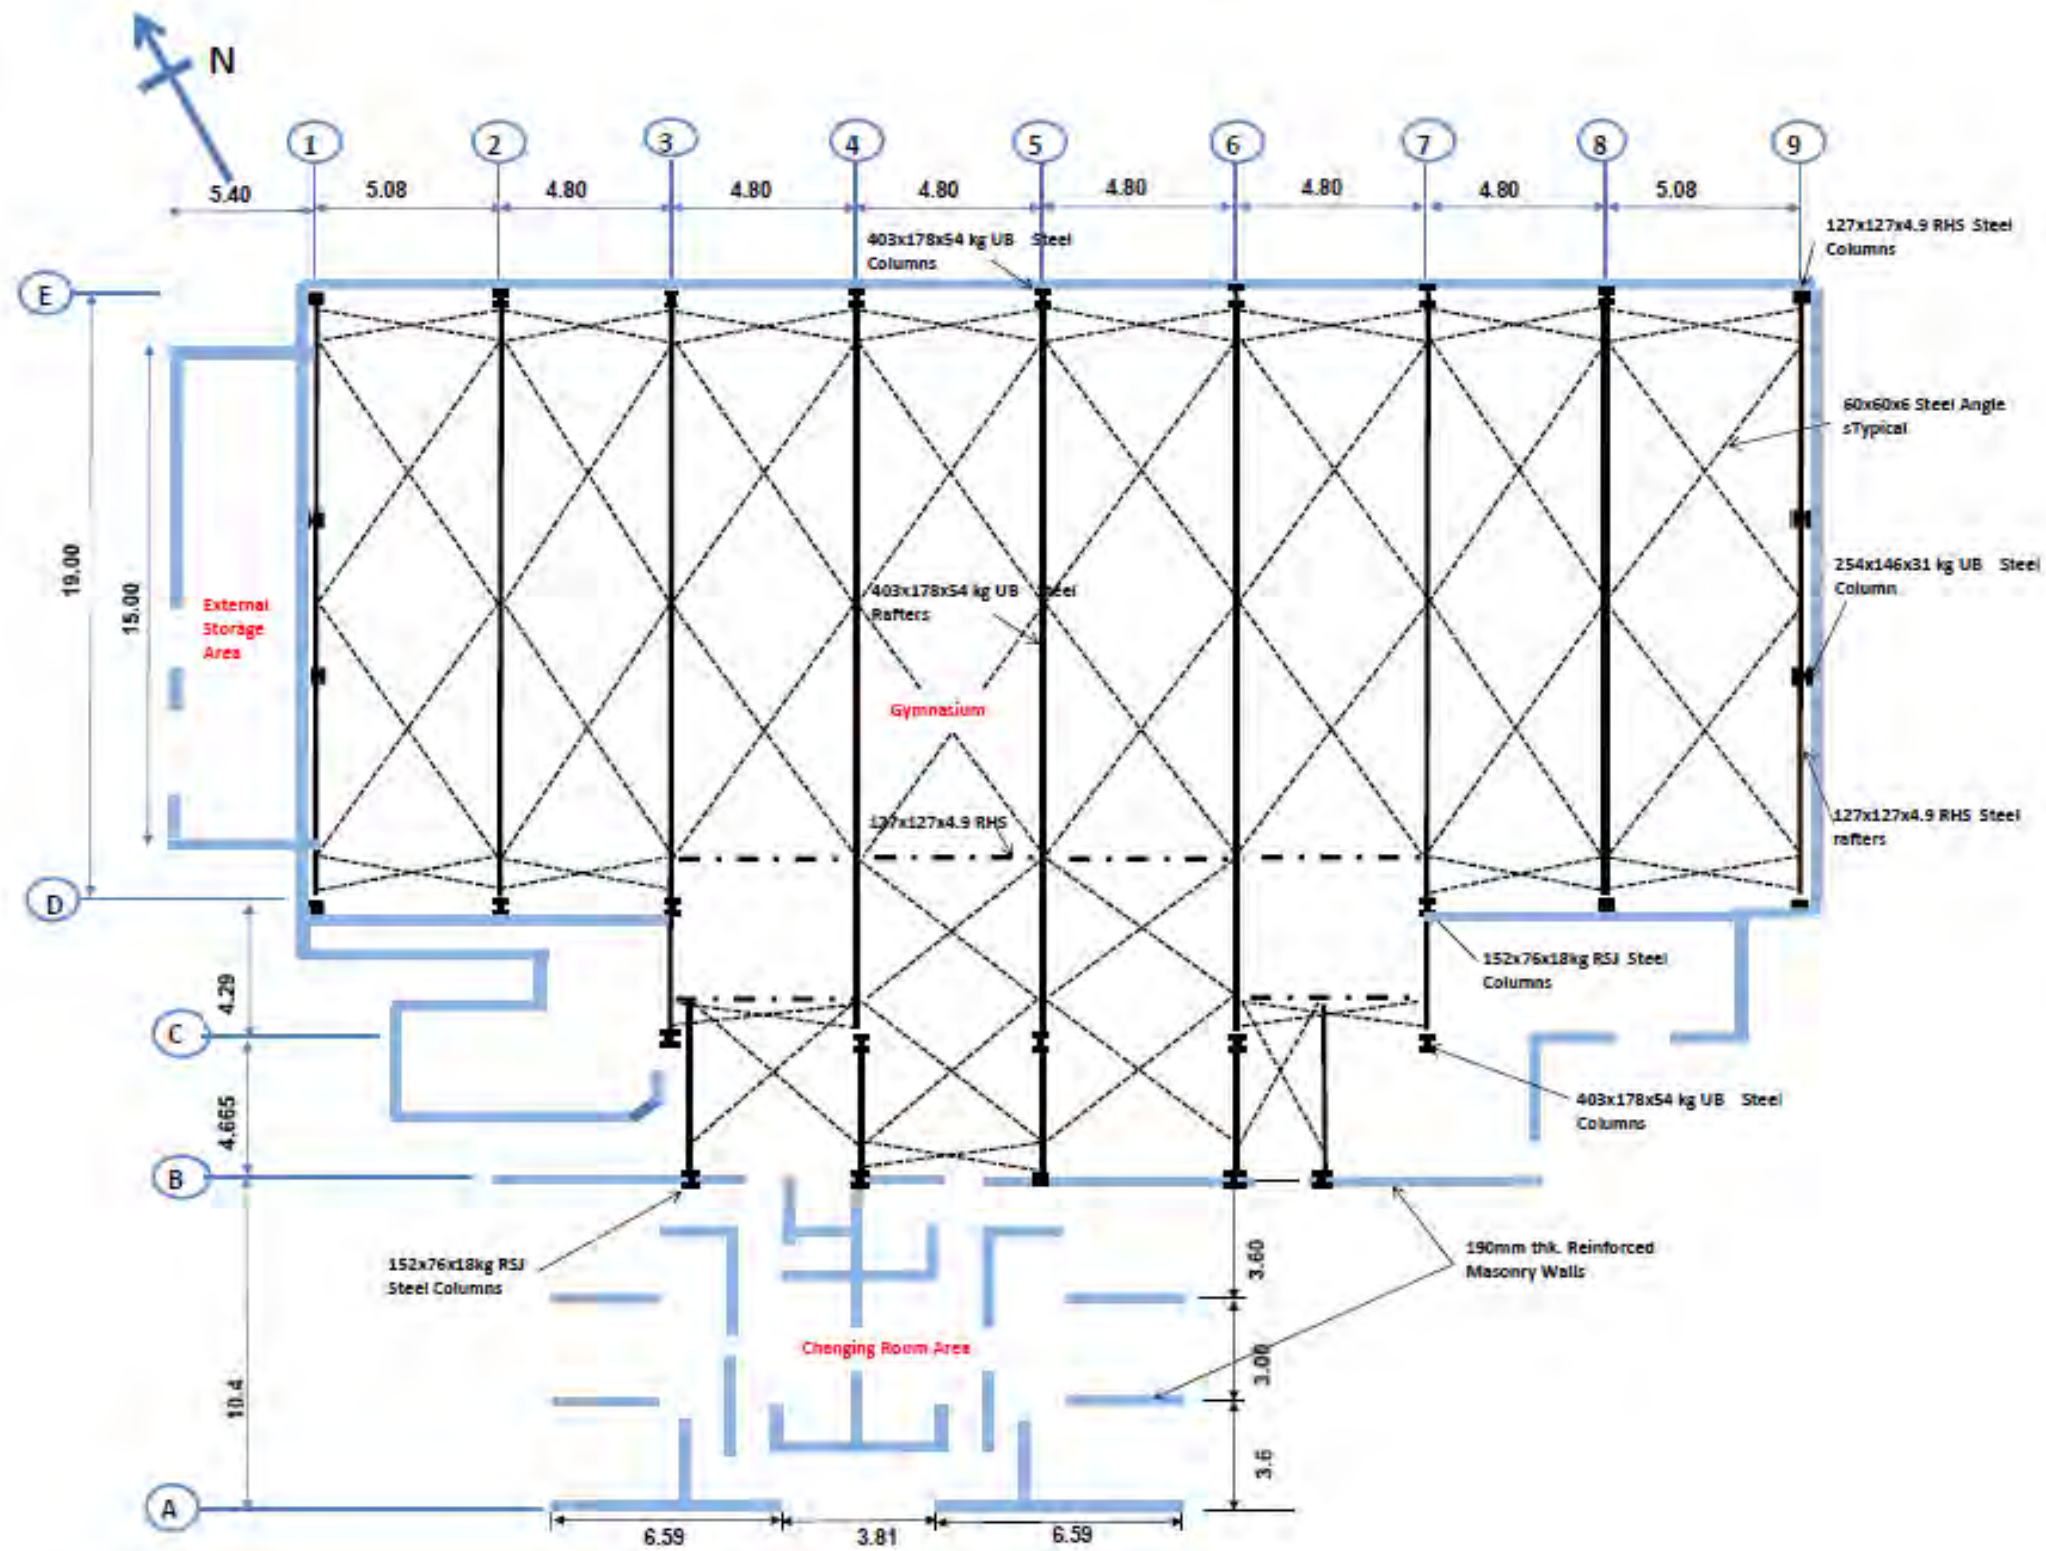 N
1 2 3 4 5 6 7 8 9
5.40 5.08 4.80 4.80 4.80 4.80 4.80 4.80 5.08
127x127x4.9 RHS Steel
Columns
403x178x54 kg UB Steel
Columns
E
60x60x6 Steel Angle
sTypical
19.00
15.00
External
Storage
Area
403x178x54 kg UB Steel
Rafters
254x146x31 kg UB Steel
Column
Gymnasium
127x127x4.9 RHS
127x127x4.9 RHS Steel
rafters
D
4.29
152x76x18kg RSJ Steel
Columns
C
4.665
403x178x54 kg UB Steel
Columns
B
152x76x18kg RSJ
Steel Columns
3.60
190mm thk. Reinforced
Masonry Walls
Changing Room Area
3.00
10.4
3.6
A
6.59 3.81 6.59